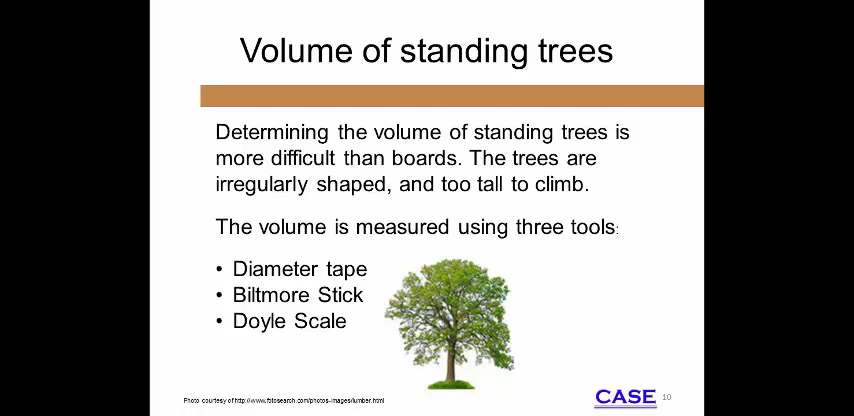 Volume of standing trees
Determining the volume of standing trees is
more difficult than boards. The trees are
irregularly shaped, and too tall to climb.
The volume is measured using three tools:
• Diameter tape
• Biltmore Stick
• Doyle Scale
Photo courtesy of http://www.fotosearch.com/photos-images/lumber.html
CASE 10